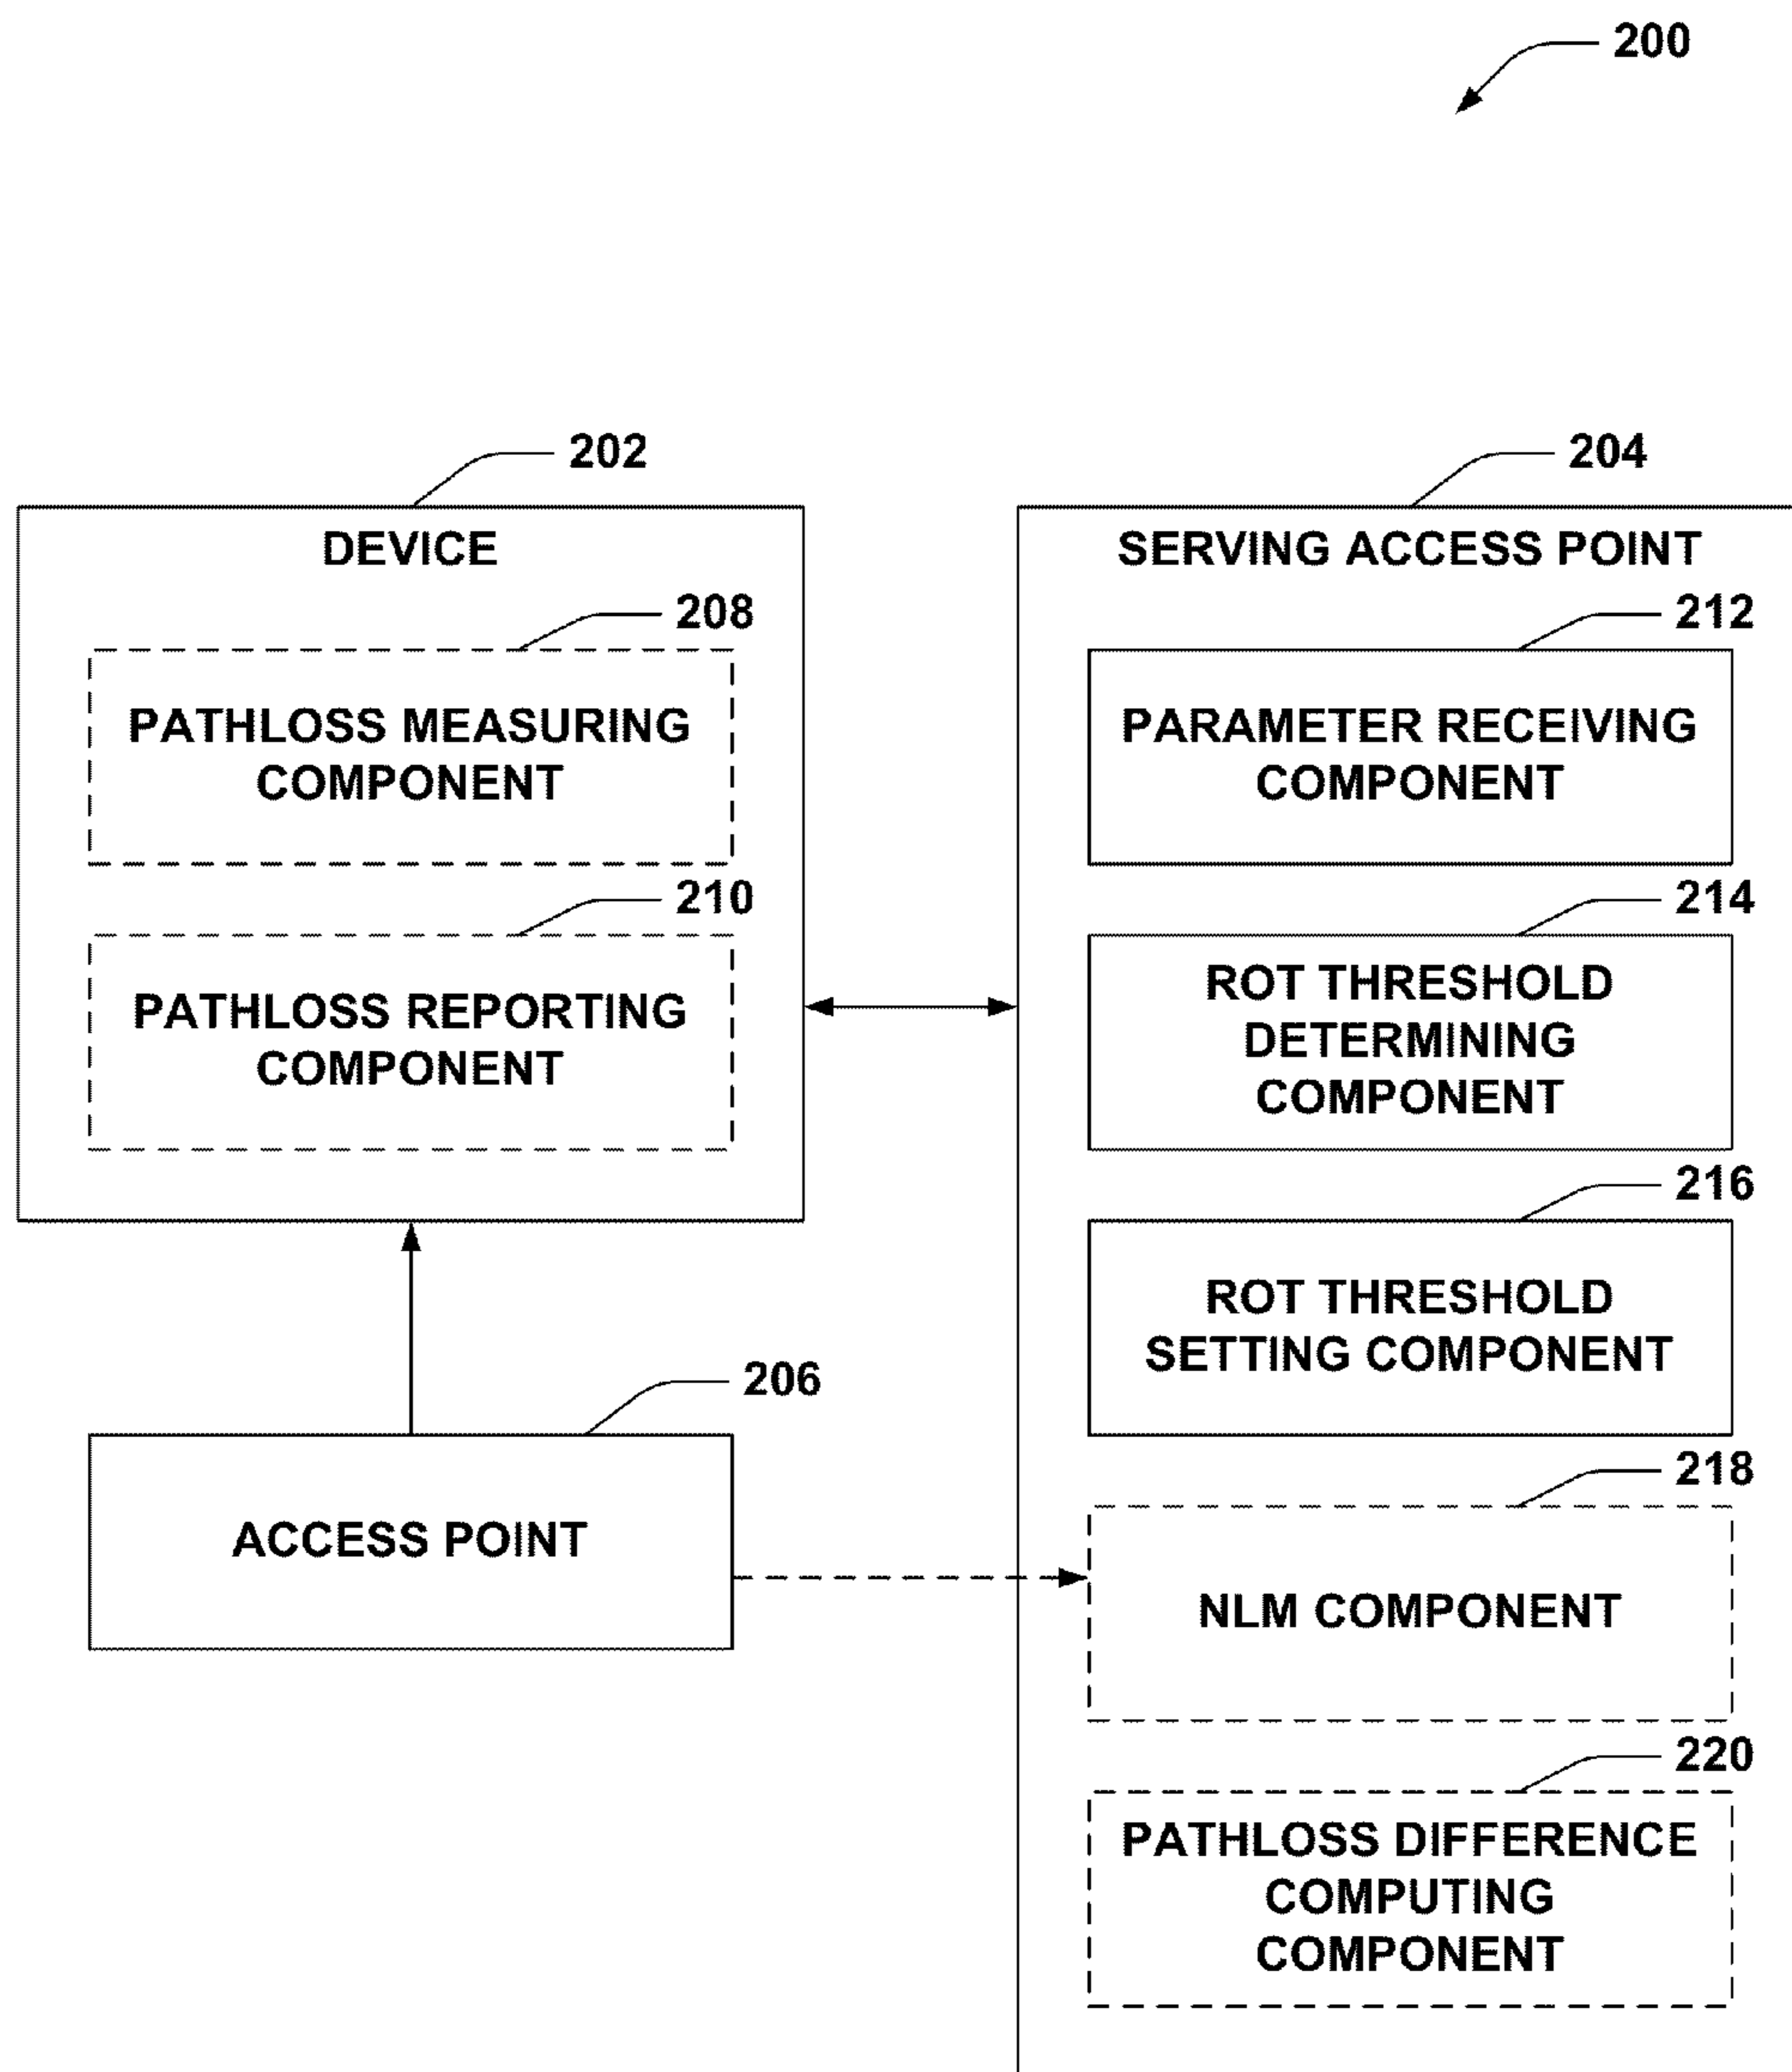 200
202
DEVICE
208
PATHLOSS MEASURING
COMPONENT
210
PATHLOSS REPORTING
COMPONENT
206
ACCESS POINT
204
SERVING ACCESS POINT
212
PARAMETER RECEIVING
COMPONENT
214
ROT THRESHOLD
DETERMINING
COMPONENT
216
ROT THRESHOLD
SETTING COMPONENT
218
NLM COMPONENT
220
PATHLOSS DIFFERENCE
COMPUTING
COMPONENT